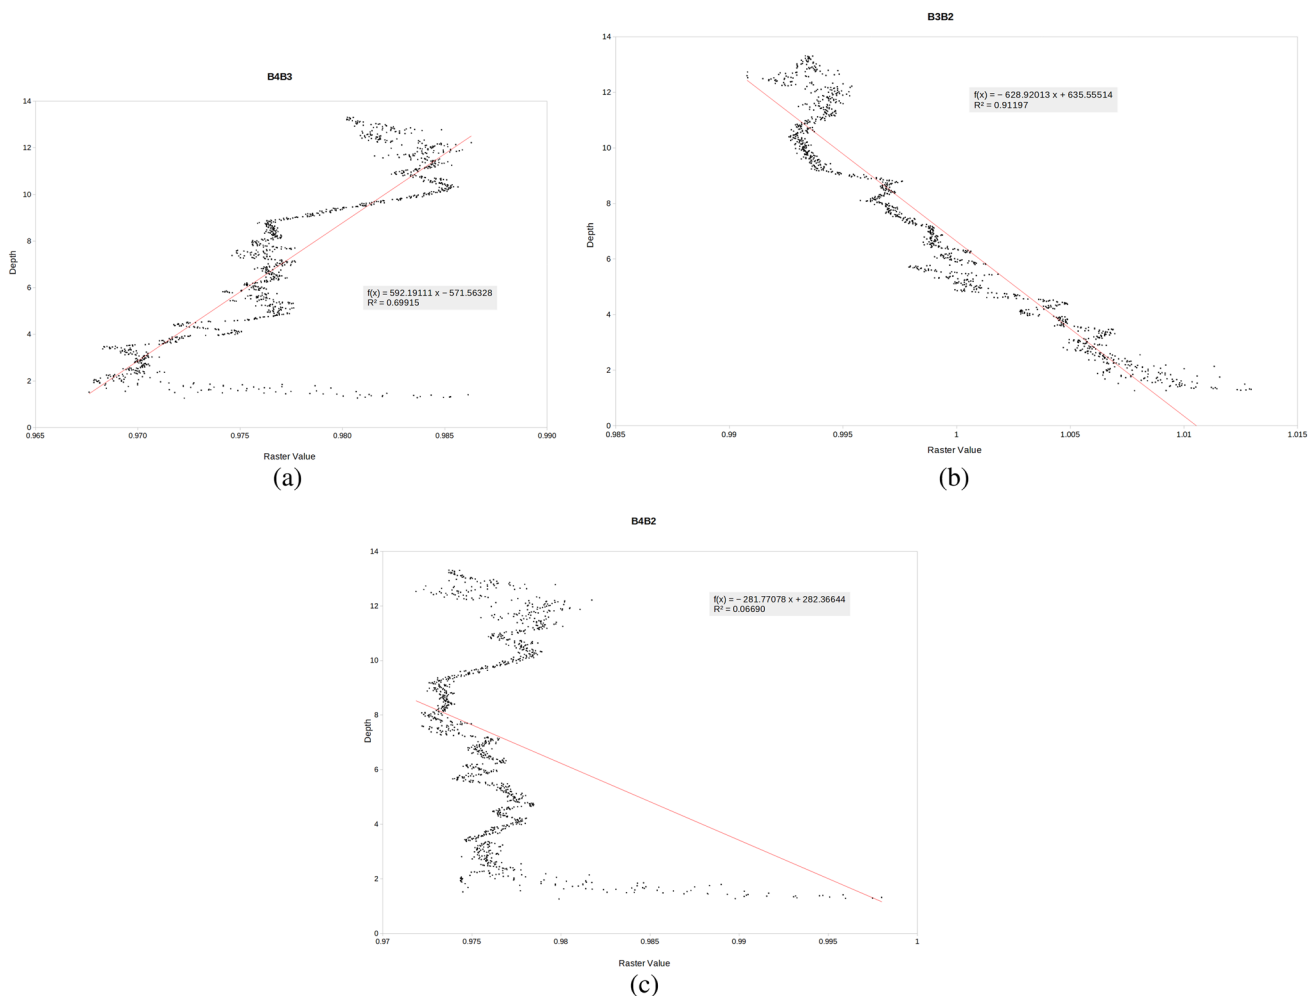 B4B3
14
12
10
8
6
4
2
0
Depth
f(x) = 592.19111 x − 571.56328
R² = 0.69915
0.965 0.970 0.975 0.980 0.985 0.990
Raster Value
(a)
B3B2
14
12
10
8
6
4
2
0
Depth
f(x) = − 628.92013 x + 635.55514
R² = 0.91197
0.985 0.99 0.995 1 1.005 1.01 1.015
Raster Value
(b)
B4B2
14
12
10
8
6
4
2
0
Depth
f(x) = − 281.77078 x + 282.36644
R² = 0.06690
0.97 0.975 0.98 0.985 0.99 0.995 1
Raster Value
(c)